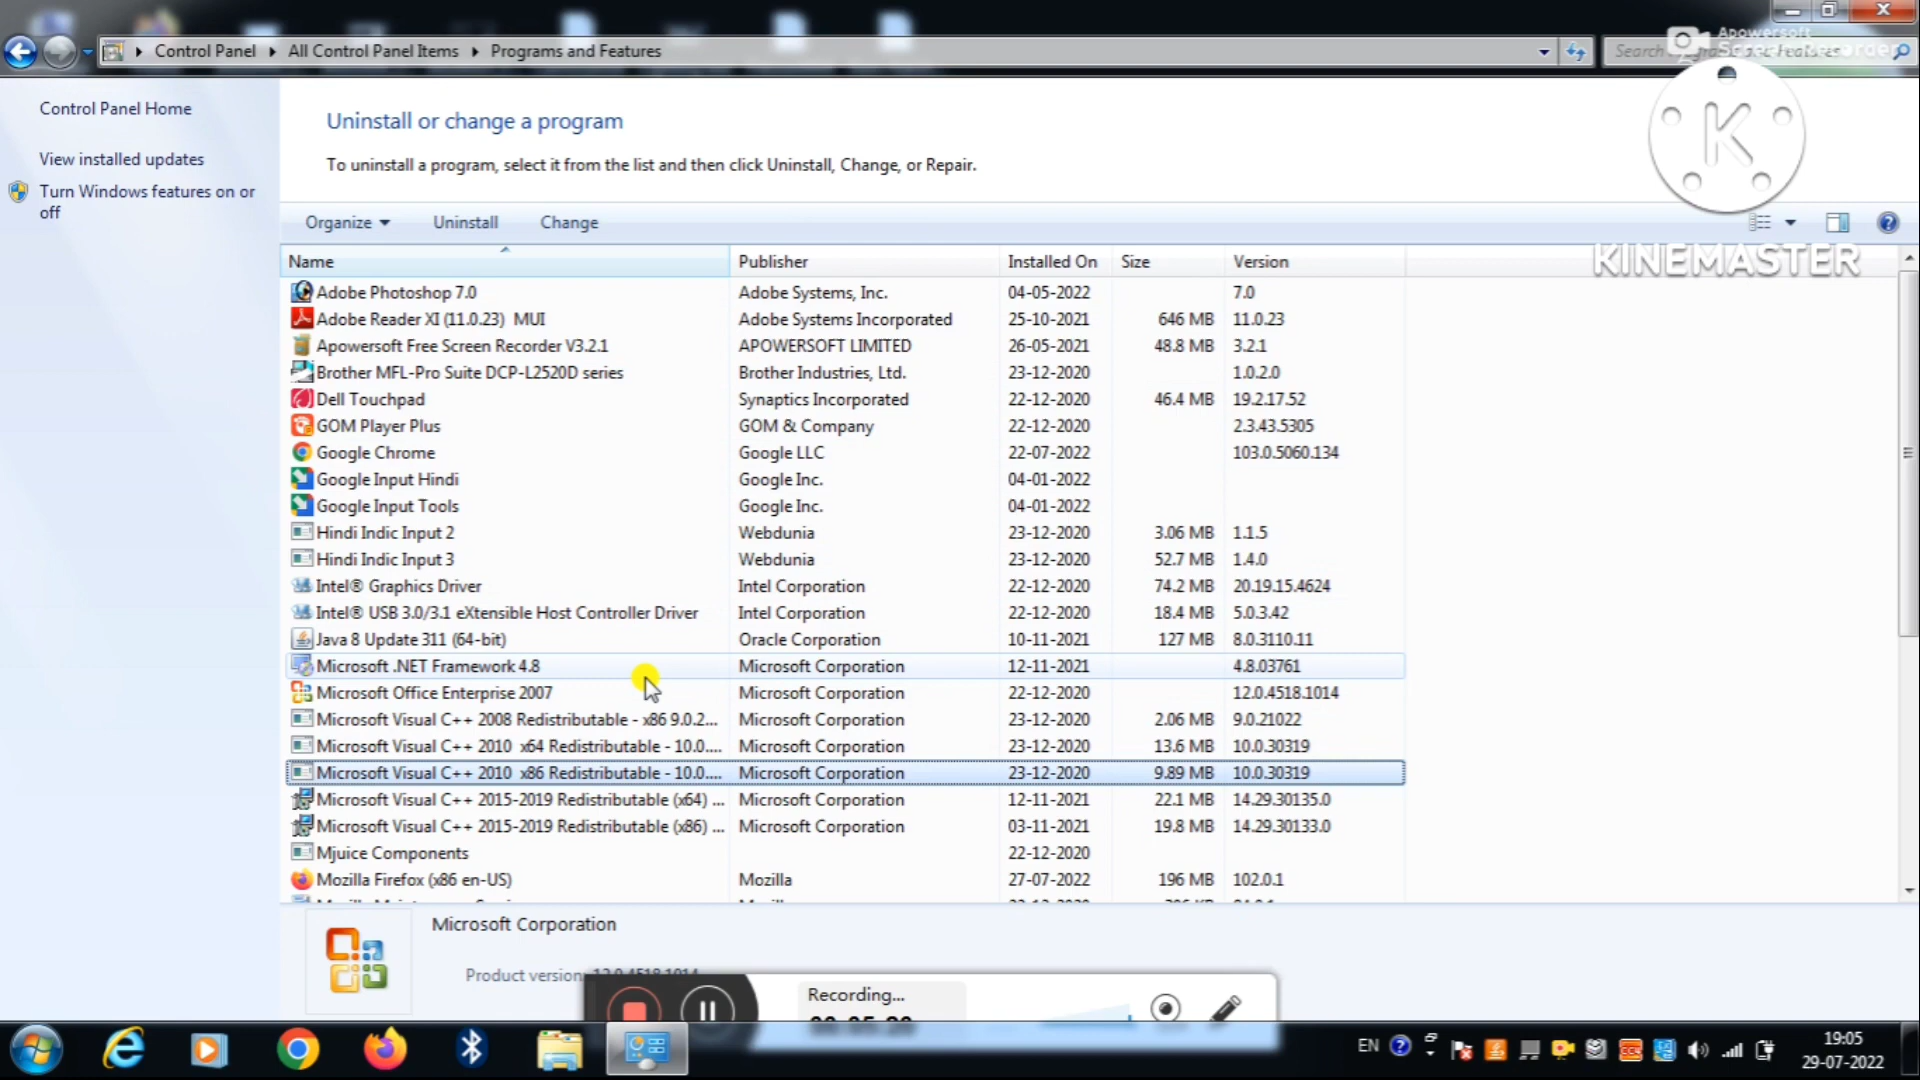 Apowersoft
Screen Recorder
Control Panel All Control Panel Items Programs and Features
Search
Control Panel Home
View installed updates
Turn Windows features on or
off
Uninstall or change a program
To uninstall a program, select it from the list and then click Uninstall, Change, or Repair.
K
KINEMASTER
Organize Uninstall Change
Name Publisher Installed On Size Version
Adobe Photoshop 7.0 Adobe Systems, Inc. 04-05-2022 7.0
Adobe Reader XI (11.0.23) MUI Adobe Systems Incorporated 25-10-2021 646 MB 11.0.23
Apowersoft Free Screen Recorder V3.2.1 APOWERSOFT LIMITED 26-05-2021 48.8 MB 3.2.1
Brother MFL-Pro Suite DCP-L2520D series Brother Industries, Ltd. 23-12-2020 1.0.2.0
Dell Touchpad Synaptics Incorporated 22-12-2020 46.4 MB 19.2.17.52
GOM Player Plus GOM & Company 22-12-2020 2.3.43.5305
Google Chrome Google LLC 22-07-2022 103.0.5060.134
Google Input Hindi Google Inc. 04-01-2022
Google Input Tools Google Inc. 04-01-2022
Hindi Indic Input 2 Webdunia 23-12-2020 3.06 MB 1.1.5
Hindi Indic Input 3 Webdunia 23-12-2020 52.7 MB 1.4.0
Intel® Graphics Driver Intel Corporation 22-12-2020 74.2 MB 20.19.15.4624
Intel® USB 3.0/3.1 eXtensible Host Controller Driver Intel Corporation 22-12-2020 18.4 MB 5.0.3.42
Java 8 Update 311 (64-bit) Oracle Corporation 10-11-2021 127 MB 8.0.3110.11
Microsoft .NET Framework 4.8 Microsoft Corporation 12-11-2021 4.8.03761
Microsoft Office Enterprise 2007 Microsoft Corporation 22-12-2020 12.0.4518.1014
Microsoft Visual C++ 2008 Redistributable - x86 9.0.2... Microsoft Corporation 23-12-2020 2.06 MB 9.0.21022
Microsoft Visual C++ 2010 x64 Redistributable - 10.0.... Microsoft Corporation 23-12-2020 13.6 MB 10.0.30319
Microsoft Visual C++ 2010 x86 Redistributable - 10.0.... Microsoft Corporation 23-12-2020 9.89 MB 10.0.30319
Microsoft Visual C++ 2015-2019 Redistributable (x64) ... Microsoft Corporation 12-11-2021 22.1 MB 14.29.30135.0
Microsoft Visual C++ 2015-2019 Redistributable (x86) ... Microsoft Corporation 03-11-2021 19.8 MB 14.29.30133.0
Mjuice Components 22-12-2020
Mozilla Firefox (x86 en-US) Mozilla 27-07-2022 196 MB 102.0.1
Microsoft Corporation
Product version:
Recording...
EN
19:05
29-07-2022